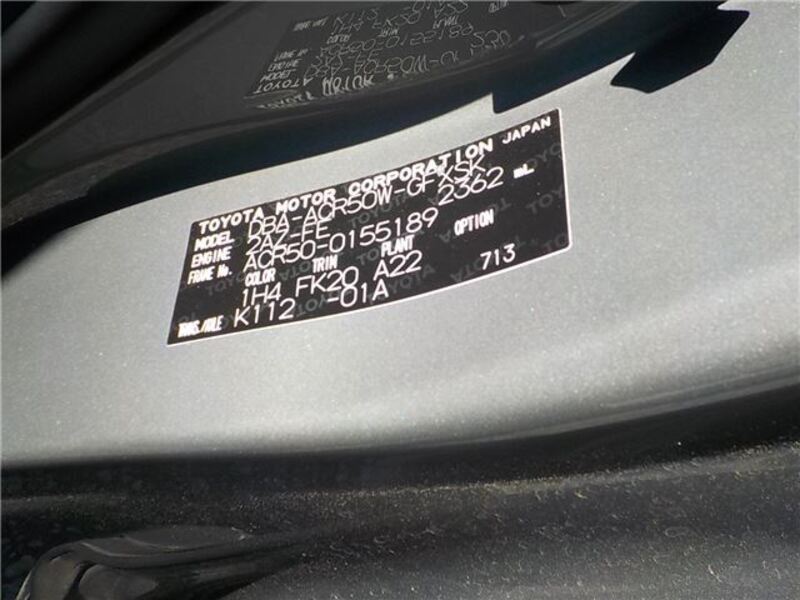 TOYOTA MOTOR CORPORATION JAPAN
MODEL DBA-ACR50W-GFXSK
ENGINE 2AZ-FE 2362 mL
FRAME No. ACR50-0155189
COLOR TRIM PLANT OPTION
1H4 FK20 A22 713
TRANS./AXLE K112 -01A